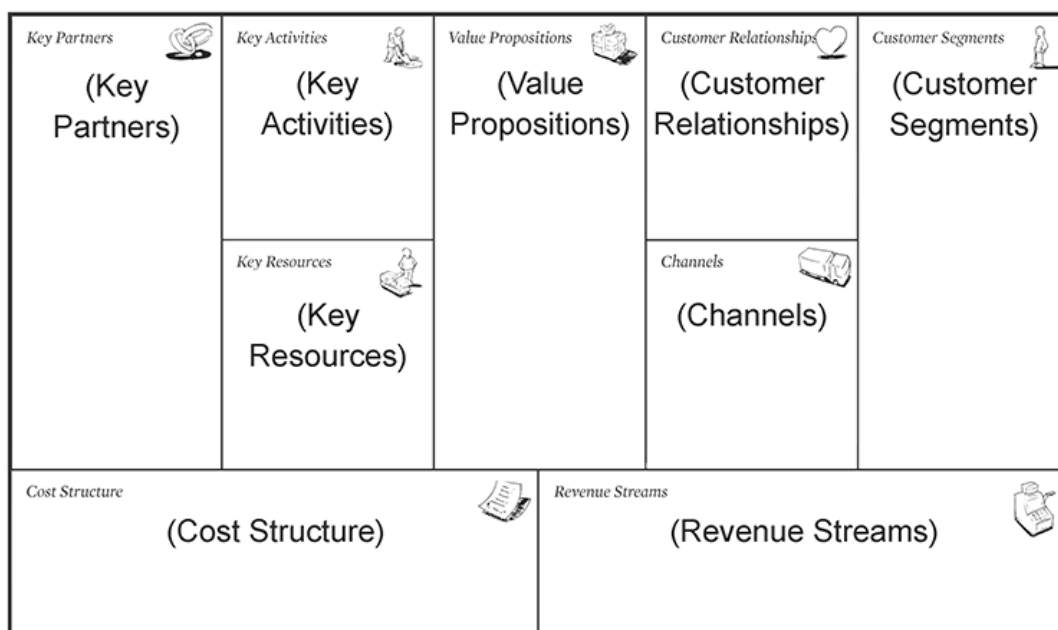 Key Partners
(Key
Partners)
Key Activities
(Key
Activities)
Key Resources
(Key
Resources)
Value Propositions
(Value
Propositions)
Customer Relationships
(Customer
Relationships)
Channels
(Channels)
Customer Segments
(Customer
Segments)
Cost Structure
(Cost Structure)
Revenue Streams
(Revenue Streams)